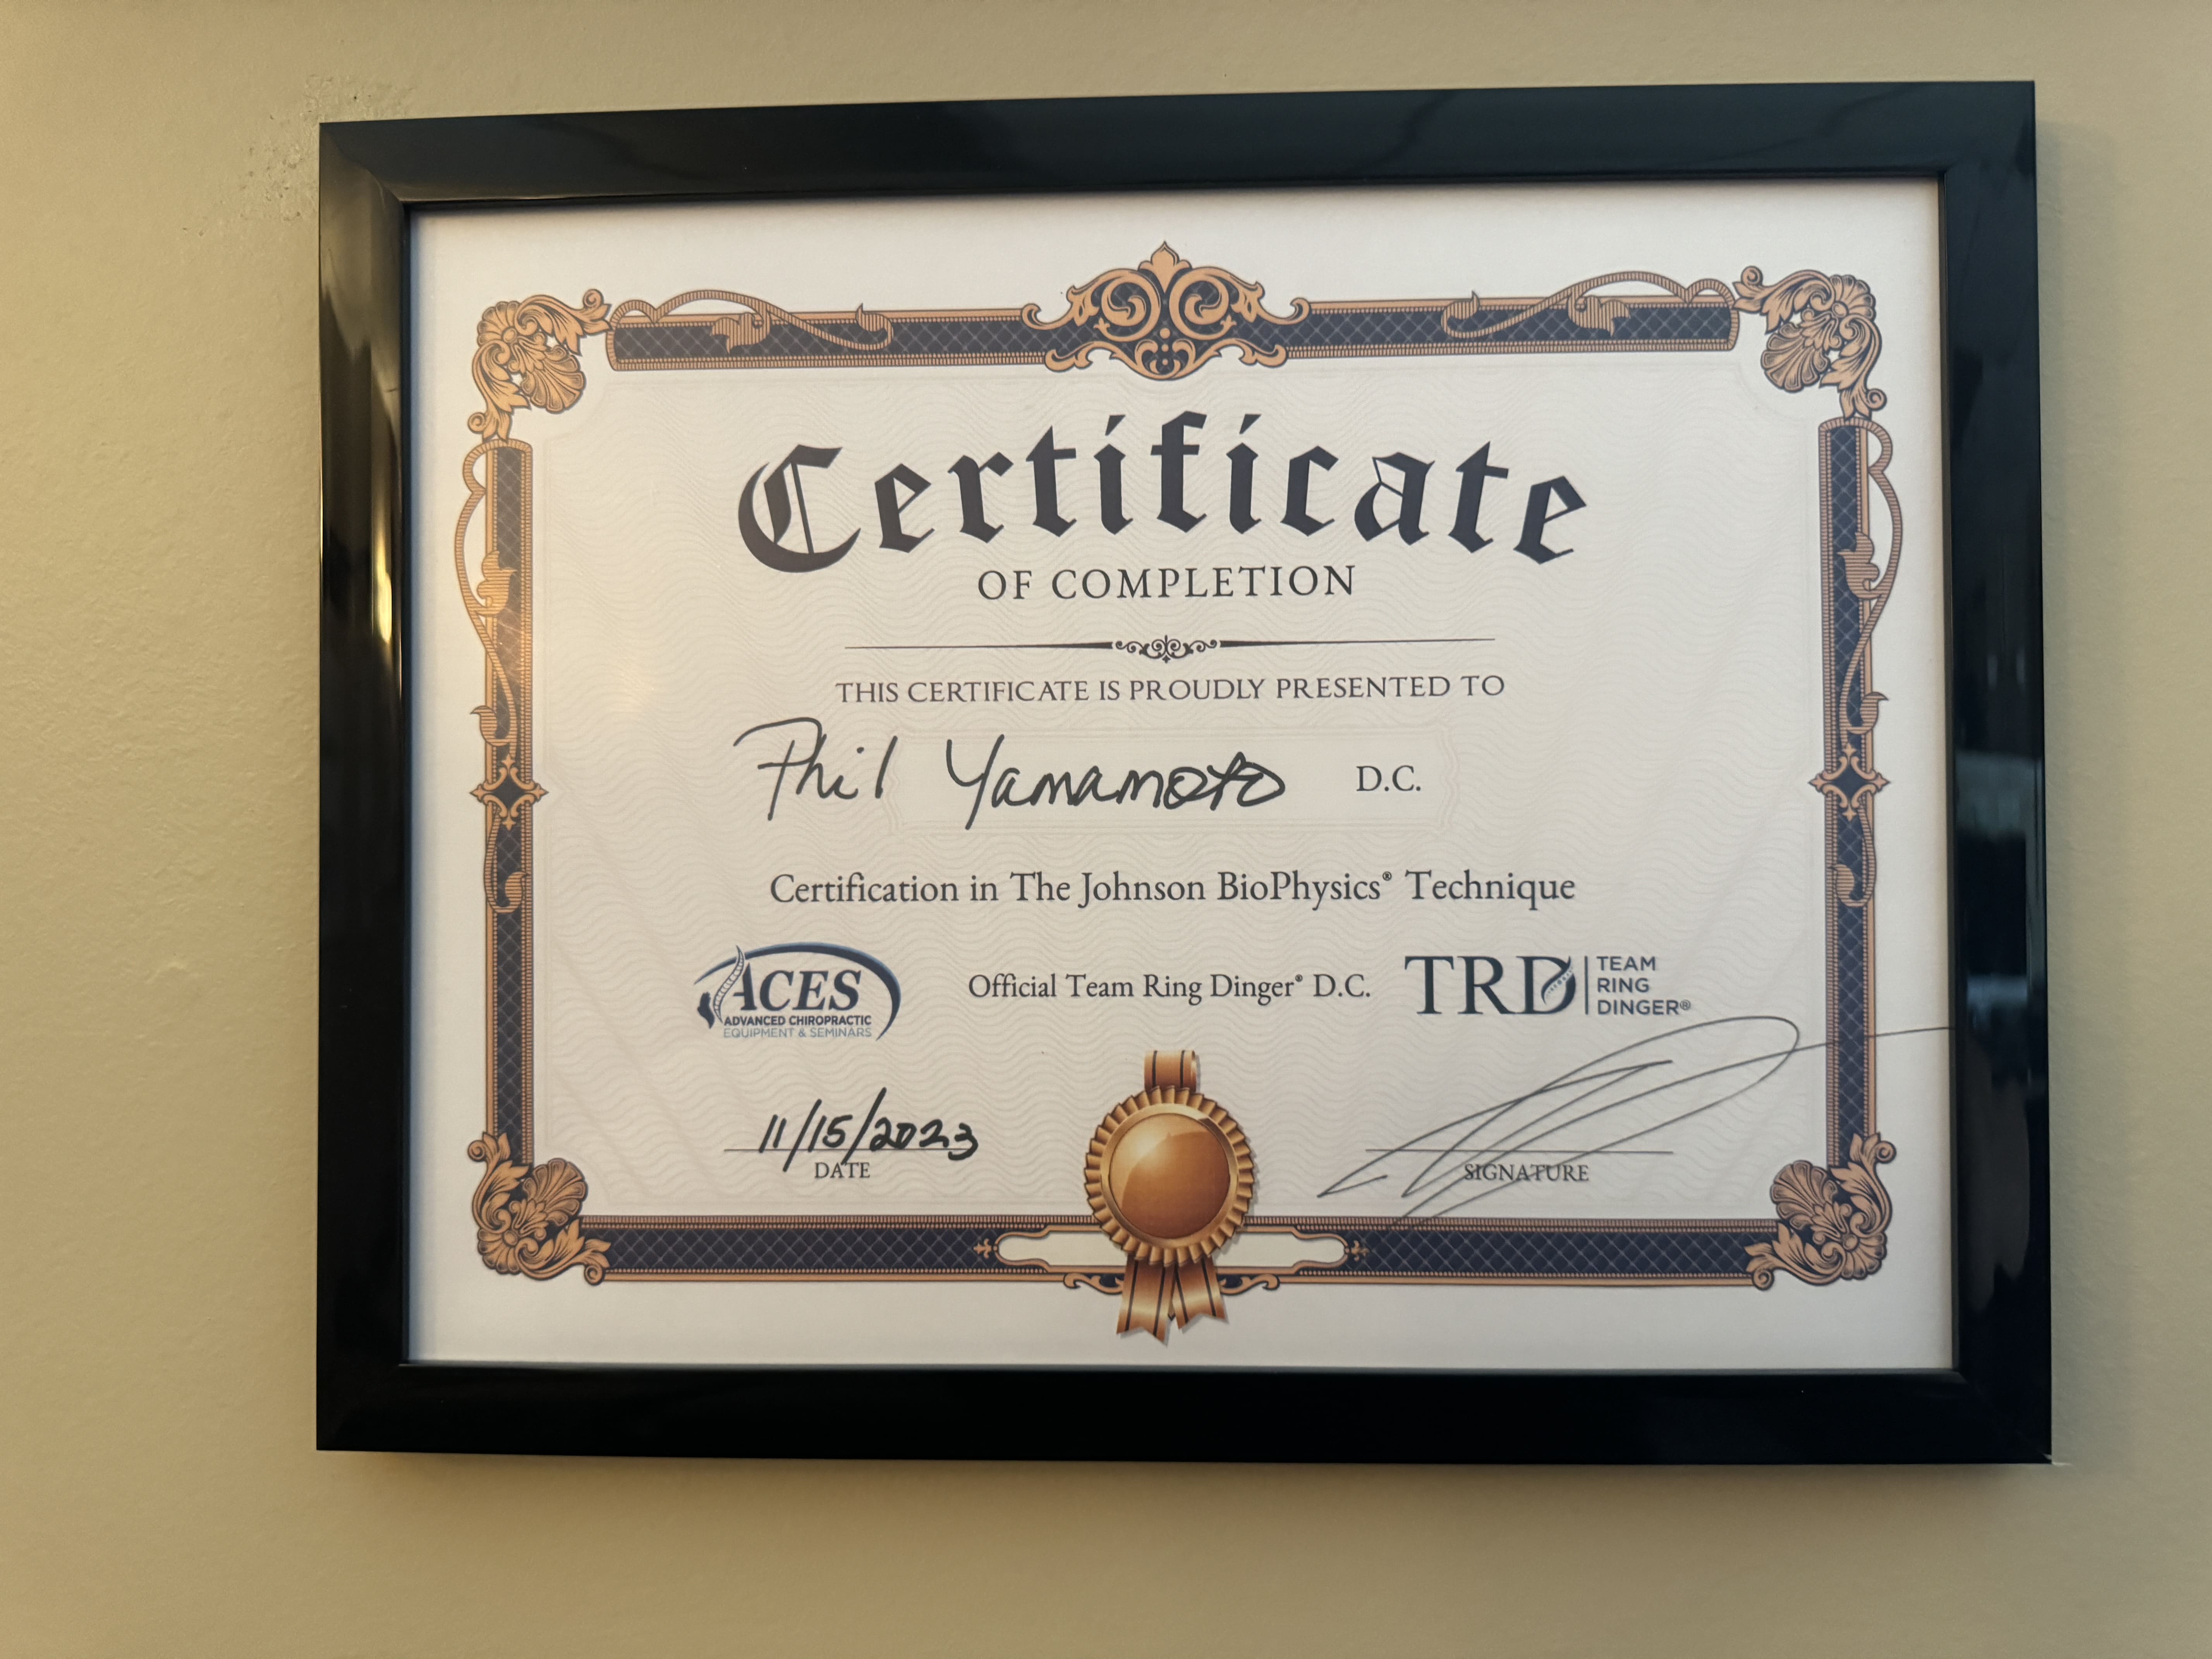 Certificate
OF COMPLETION
THIS CERTIFICATE IS PROUDLY PRESENTED TO
Phil Yamamoto D.C.
Certification in The Johnson BioPhysics® Technique
ACES
ADVANCED CHIROPRACTIC
EQUIPMENT & SEMINARS
Official Team Ring Dinger® D.C.
TRD
TEAM
RING
DINGER®
11/15/2023
DATE
SIGNATURE